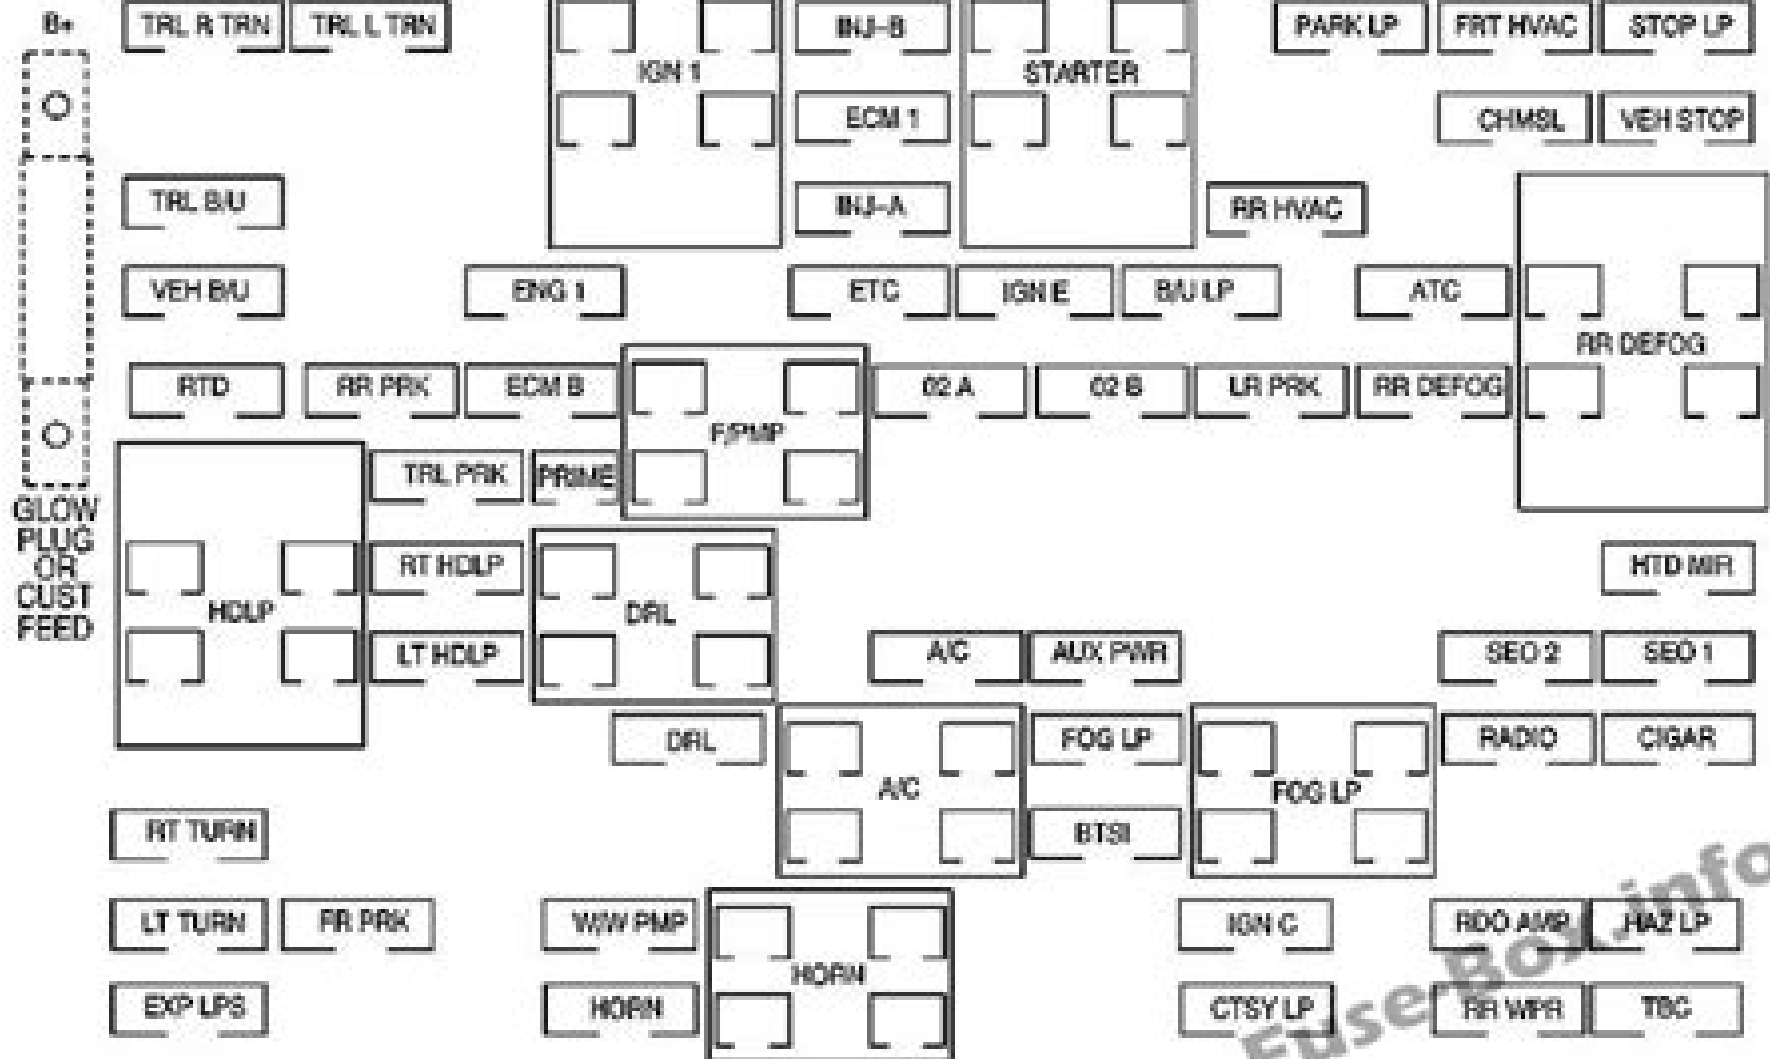 B+
TRL R TRN
TRL L TRN
IGN 1
INJ-B
STARTER
PARK LP
FRT HVAC
STOP LP
ECM 1
CHMSL
VEH STOP
TRL B/U
INJ-A
RR HVAC
VEH B/U
ENG 1
ETC
IGN E
B/U LP
ATC
RR DEFOG
RTD
RR PRK
ECM B
F/PMP
02 A
02 B
LR PRK
RR DEFOG
TRL PRK
PRIME
GLOW
PLUG
OR
CUST
FEED
HDLP
RT HDLP
DRL
HTD MIR
LT HDLP
A/C
AUX PWR
SEO 2
SEO 1
DRL
A/C
FOG LP
FOG LP
RADIO
CIGAR
RT TURN
BTSI
LT TURN
FR PRK
W/W PMP
HORN
IGN C
RDO AMP
HAZ LP
EXP LPS
HORN
CTSY LP
RR WPR
TBC
Fuse-Box.info